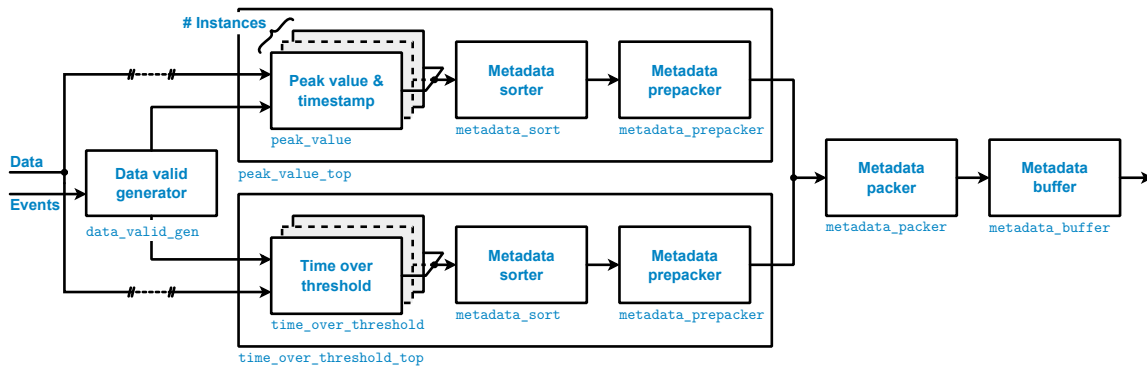 # Instances
Peak value &
timestamp
peak_value
Metadata
sorter
metadata_sort
Metadata
prepacker
metadata_prepacker
peak_value_top
Data
Events
Data valid
generator
data_valid_gen
Metadata
packer
metadata_packer
Metadata
buffer
metadata_buffer
Time over
threshold
time_over_threshold
Metadata
sorter
metadata_sort
Metadata
prepacker
metadata_prepacker
time_over_threshold_top